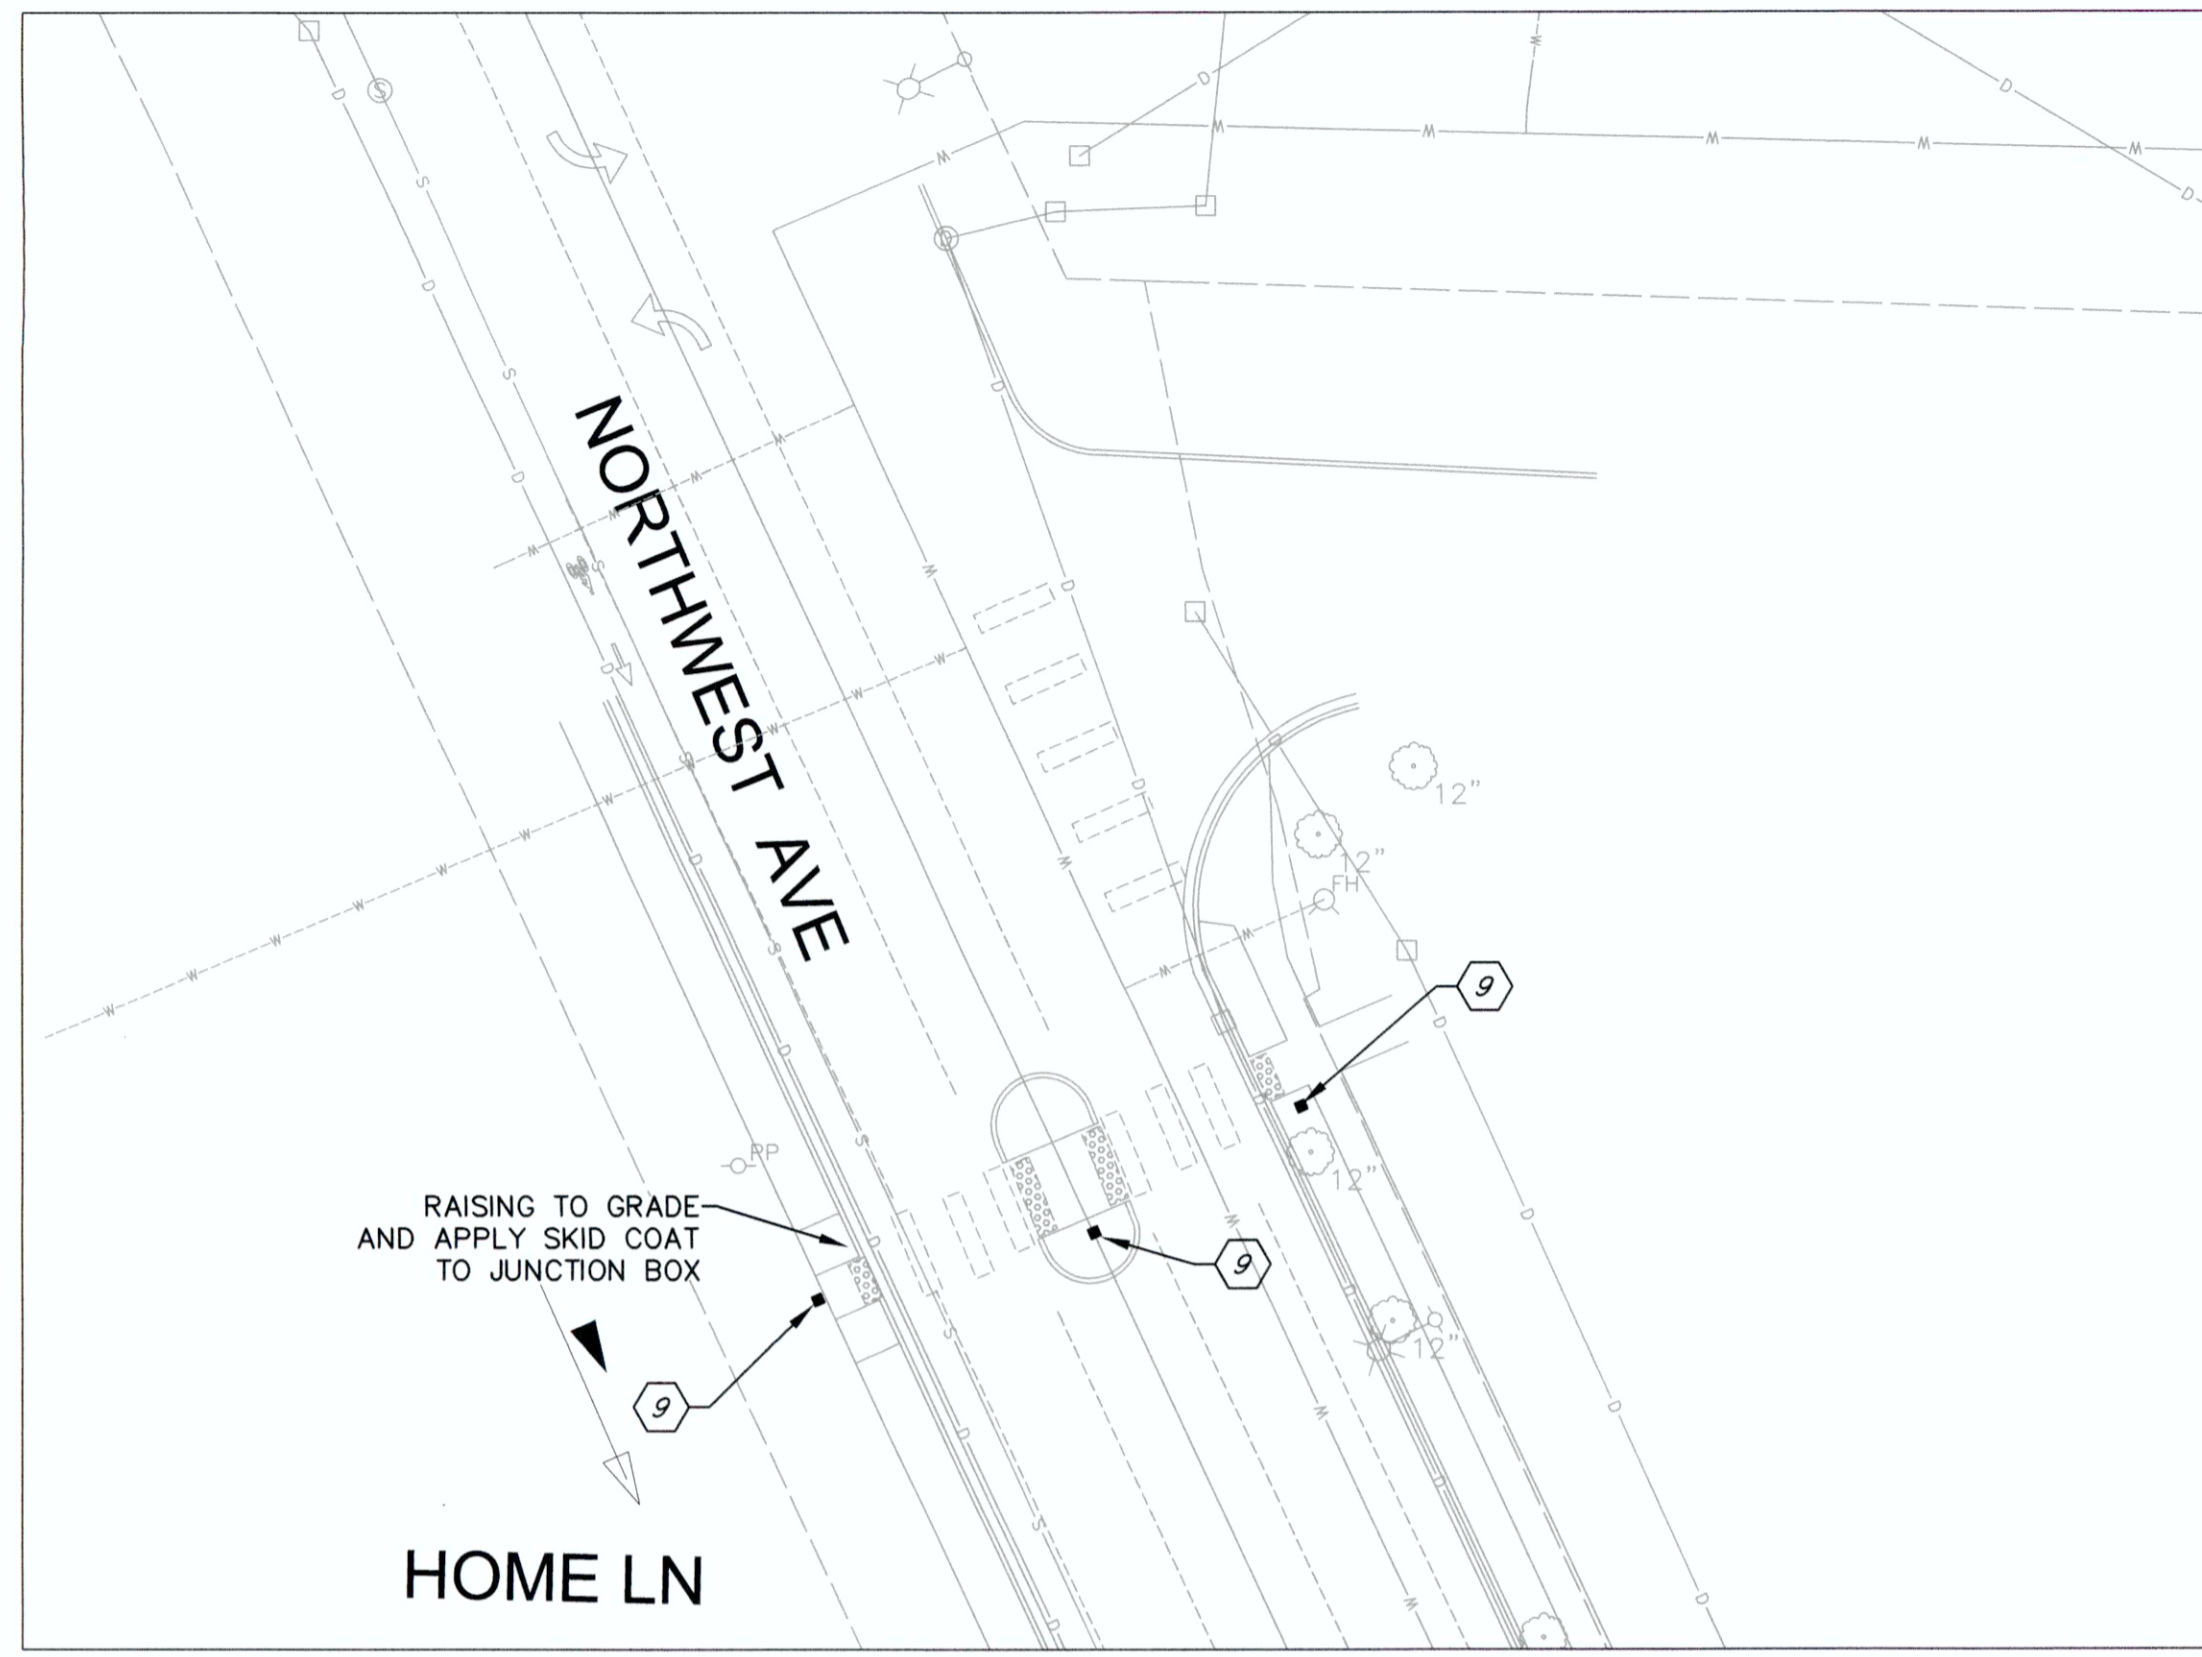 NORTHWEST AVE
12"
12"
FH
9
PP
12"
RAISING TO GRADE
AND APPLY SKID COAT
TO JUNCTION BOX
9
12"
9
HOME LN
D
S
W